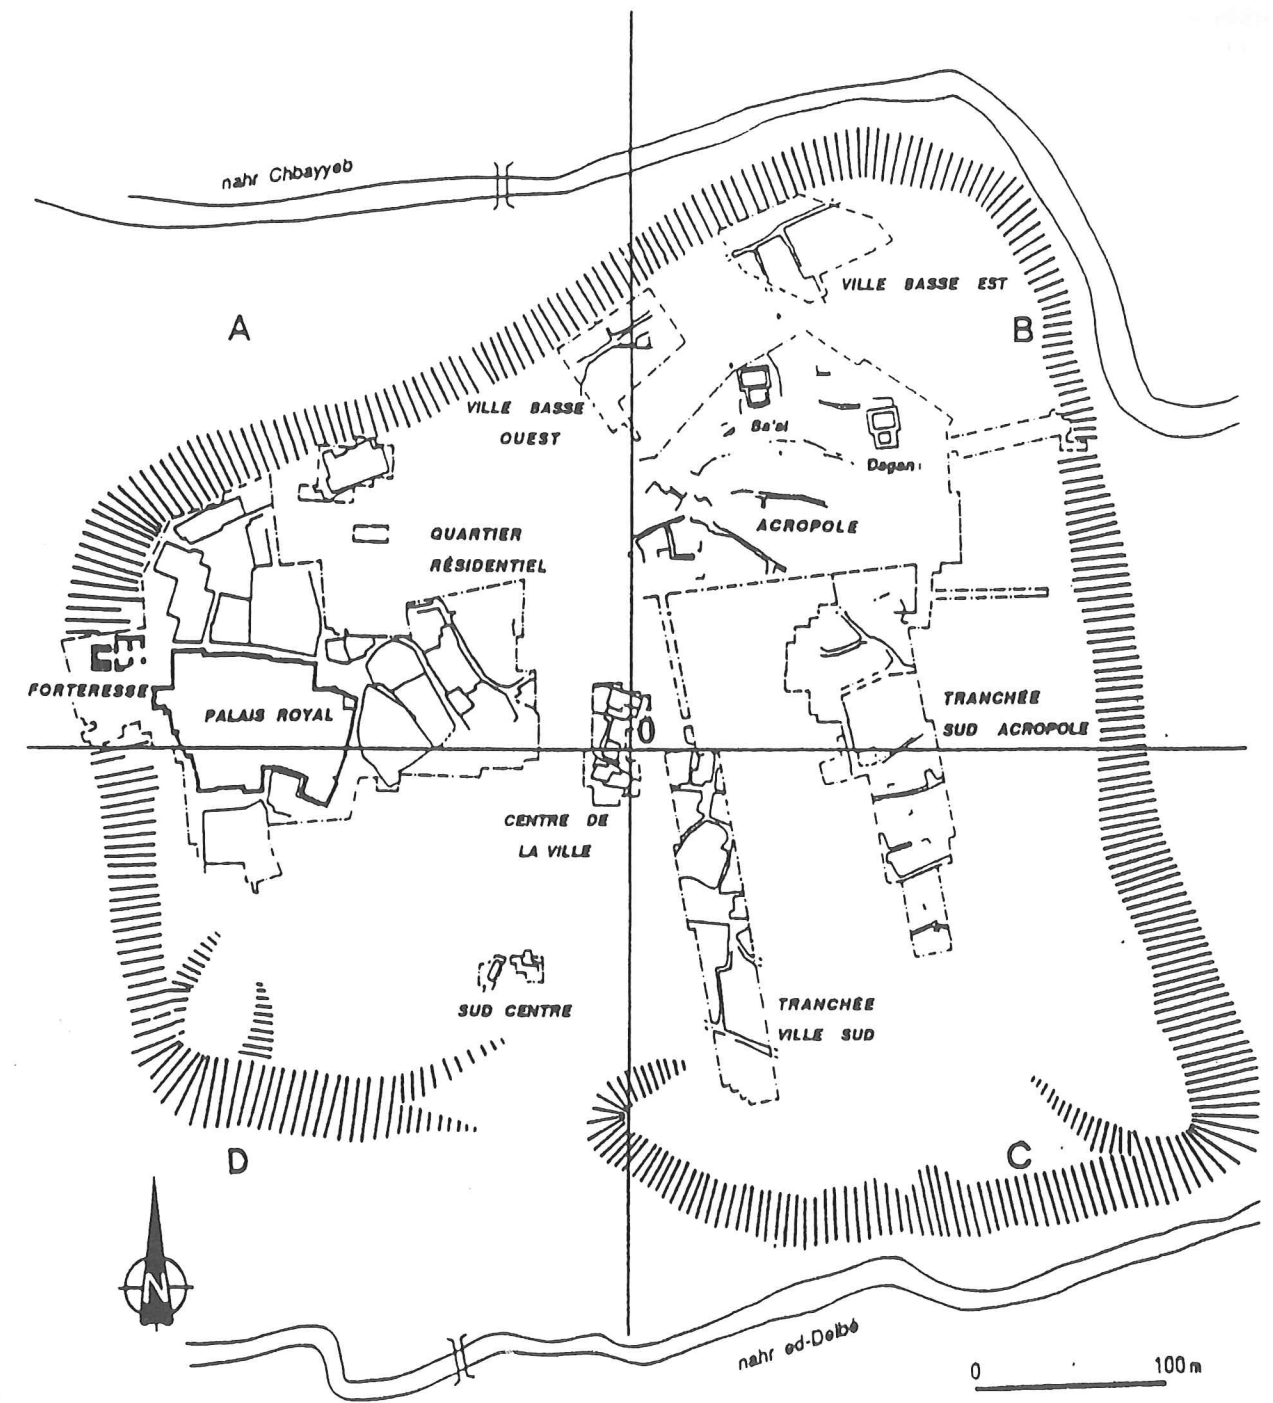 nahr Chbayyeb
VILLE BASSE EST
A
B
VILLE BASSE
OUEST
Ba'al
Dagan
ACROPOLE
QUARTIER
RÉSIDENTIEL
FORTERESSE
PALAIS ROYAL
TRANCHÉE
SUD ACROPOLE
0
CENTRE DE
LA VILLE
SUD CENTRE
TRANCHÉE
VILLE SUD
D
C
N
nahr ed-Delbé
0 100 m